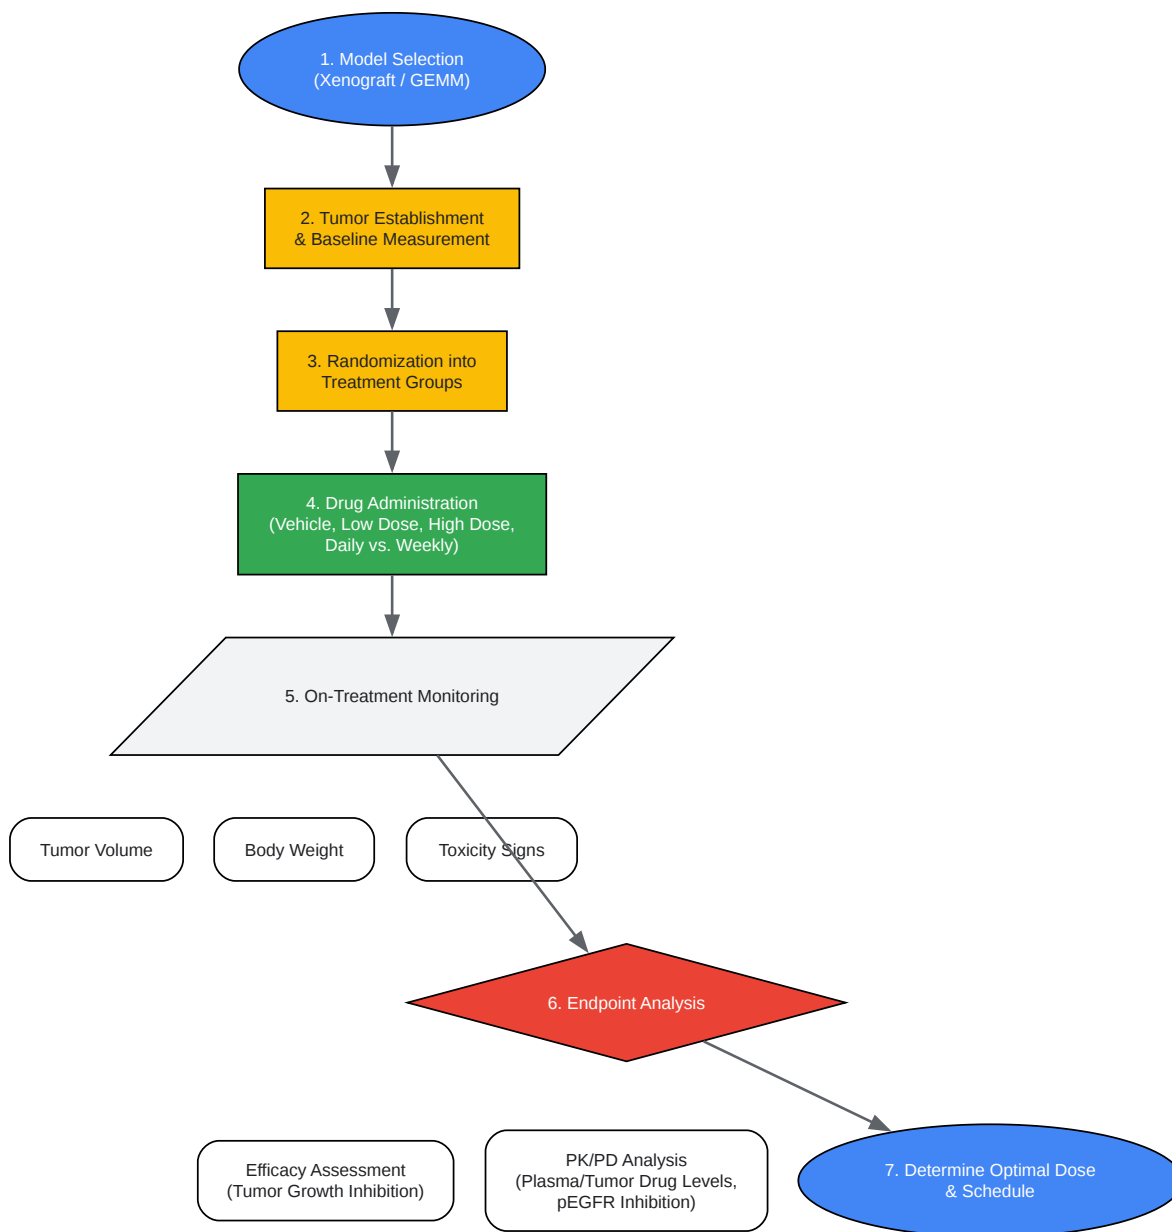 1. Model Selection
(Xenograft / GEMM)
2. Tumor Establishment
& Baseline Measurement
3. Randomization into
Treatment Groups
4. Drug Administration
(Vehicle, Low Dose, High Dose,
Daily vs. Weekly)
5. On-Treatment Monitoring
Tumor Volume
Body Weight
Toxicity Signs
6. Endpoint Analysis
Efficacy Assessment
(Tumor Growth Inhibition)
PK/PD Analysis
(Plasma/Tumor Drug Levels,
pEGFR Inhibition)
7. Determine Optimal Dose
& Schedule